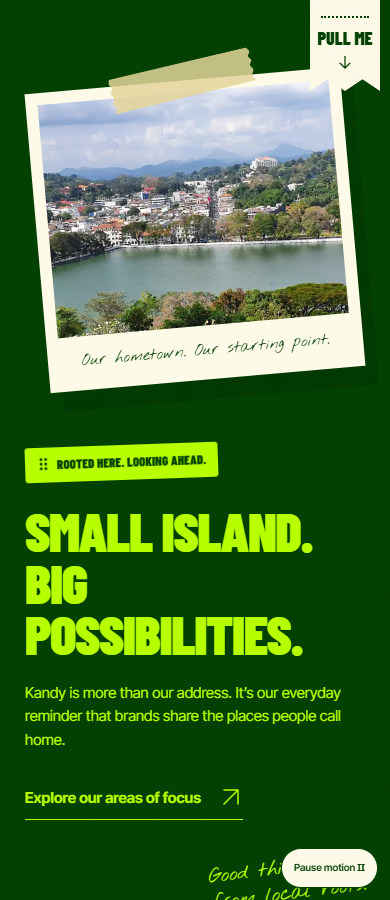 PULL ME
Our hometown. Our starting point.
ROOTED HERE. LOOKING AHEAD.
SMALL ISLAND.
BIG
POSSIBILITIES.
Kandy is more than our address. It's our everyday
reminder that brands share the places people call
home.
Explore our areas of focus
Good
Pause motion
from local